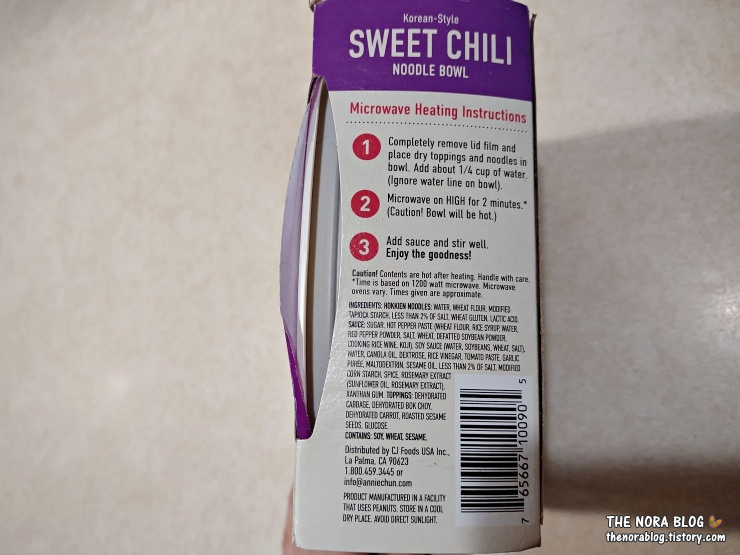 Korean-Style
SWEET CHILI
NOODLE BOWL
Microwave Heating Instructions
1
Completely remove lid film and
place dry toppings and noodles in
bowl. Add about 1/4 cup of water.
(Ignore water line on bowl).
2
Microwave on HIGH for 2 minutes.*
(Caution! Bowl will be hot.)
3
Add sauce and stir well.
Enjoy the goodness!
Caution! Contents are hot after heating. Handle with care.
*Time is based on 1200 watt microwave. Microwave
ovens vary. Times given are approximate.
INGREDIENTS: HOKKIEN NOODLES: WATER, WHEAT FLOUR, MODIFIED
TAPIOCA STARCH, LESS THAN 2% OF SALT, WHEAT GLUTEN, LACTIC ACID.
SAUCE: SUGAR, HOT PEPPER PASTE (WHEAT FLOUR, RICE SYRUP, WATER,
RED PEPPER POWDER, SALT, WHEAT, DEFATTED SOYBEAN POWDER,
COOKING RICE WINE, KOJI), SOY SAUCE (WATER, SOYBEANS, WHEAT, SALT),
WATER, CANOLA OIL, DEXTROSE, RICE VINEGAR, TOMATO PASTE, GARLIC
PURÉE, MALTODEXTRIN, SESAME OIL, LESS THAN 2% OF SALT, MODIFIED
CORN STARCH, SPICE, ROSEMARY EXTRACT
(SUNFLOWER OIL, ROSEMARY EXTRACT),
XANTHAN GUM. TOPPINGS: DEHYDRATED
CABBAGE, DEHYDRATED BOK CHOY,
DEHYDRATED CARROT, ROASTED SESAME
SEEDS, GLUCOSE.
CONTAINS: SOY, WHEAT, SESAME.
Distributed by CJ Foods USA Inc.,
La Palma, CA 90623
1.800.459.3445 or
info@anniechun.com
PRODUCT MANUFACTURED IN A FACILITY
THAT USES PEANUTS. STORE IN A COOL
DRY PLACE. AVOID DIRECT SUNLIGHT.
7 65667 10090 5
THE NORA BLOG
thenorablog.tistory.com